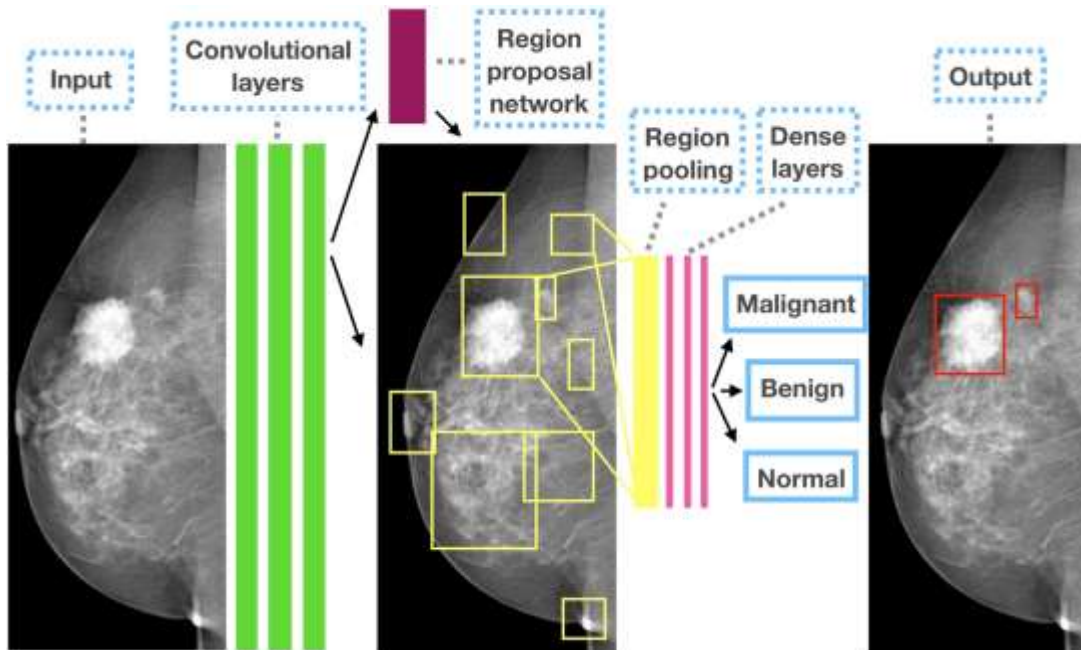 Input
Convolutional
layers
Region
proposal
network
Region
pooling
Dense
layers
Malignant
Benign
Normal
Output